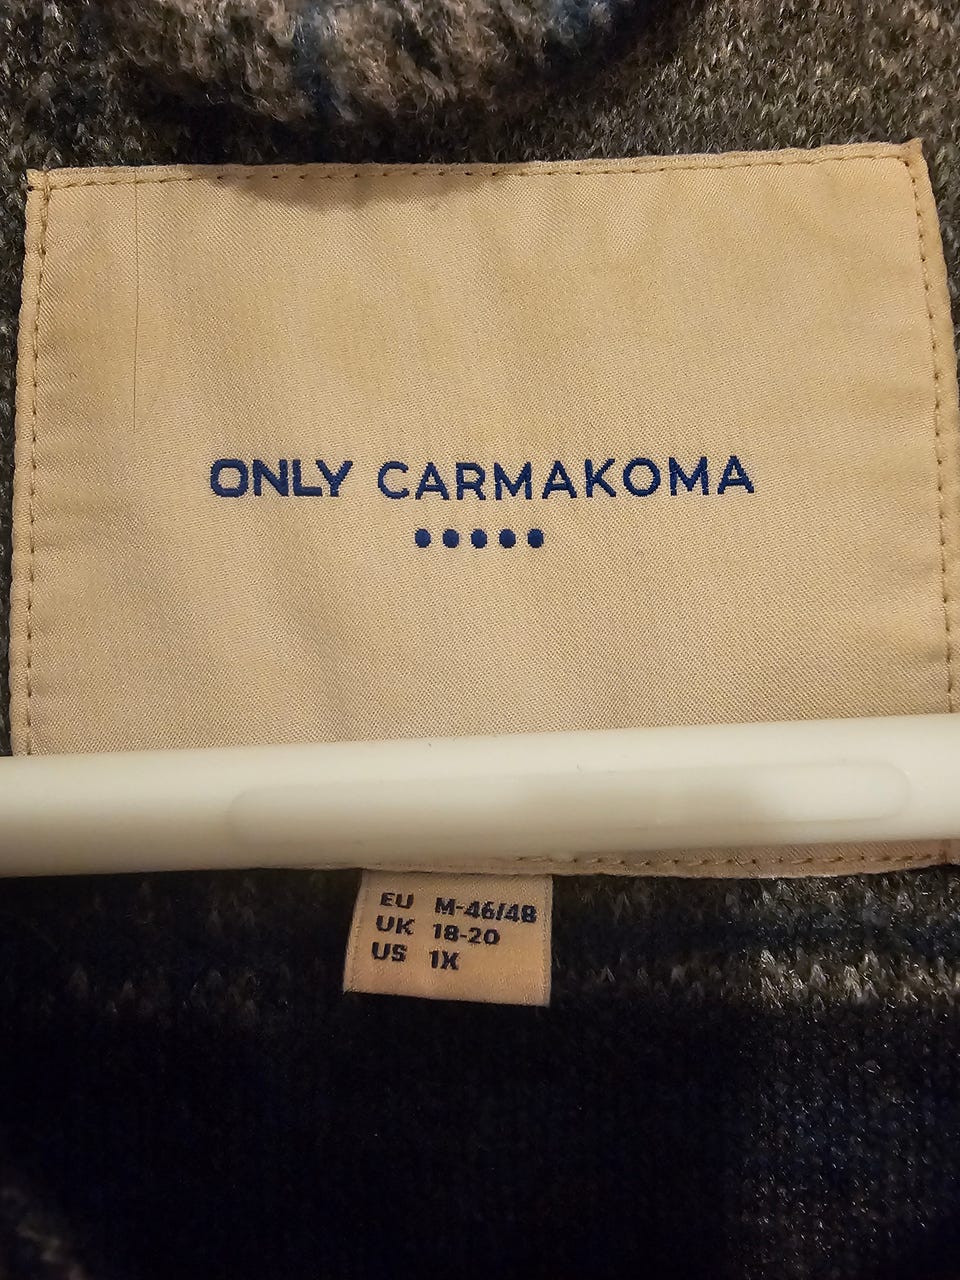 ONLY CARMAKOMA
EU M-46/48
UK 18-20
US 1X